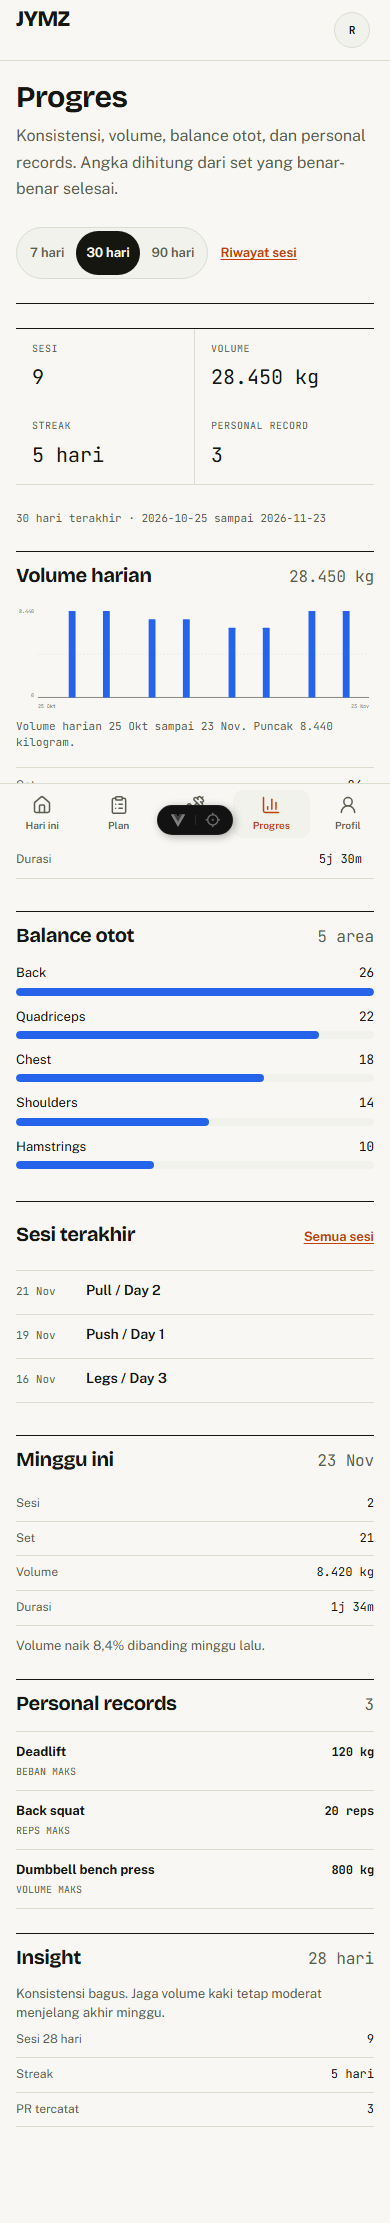 JYMZ
R
Progres
Konsistensi, volume, balance otot, dan personal
records. Angka dihitung dari set yang benar-
benar selesai.
7 hari
30 hari
90 hari
Riwayat sesi
SESI
9
VOLUME
28.450 kg
STREAK
5 hari
PERSONAL RECORD
3
30 hari terakhir · 2026-10-25 sampai 2026-11-23
Volume harian
28.450 kg
8.440
0
25 Okt
23 Nov
Volume harian 25 Okt sampai 23 Nov. Puncak 8.440
kilogram.
Hari ini
Plan
Progres
Profil
Durasi
5j 30m
Balance otot
5 area
Back
26
Quadriceps
22
Chest
18
Shoulders
14
Hamstrings
10
Sesi terakhir
Semua sesi
21 Nov
Pull / Day 2
19 Nov
Push / Day 1
16 Nov
Legs / Day 3
Minggu ini
23 Nov
Sesi
2
Set
21
Volume
8.420 kg
Durasi
1j 34m
Volume naik 8,4% dibanding minggu lalu.
Personal records
3
Deadlift
120 kg
BEBAN MAKS
Back squat
20 reps
REPS MAKS
Dumbbell bench press
800 kg
VOLUME MAKS
Insight
28 hari
Konsistensi bagus. Jaga volume kaki tetap moderat
menjelang akhir minggu.
Sesi 28 hari
9
Streak
5 hari
PR tercatat
3